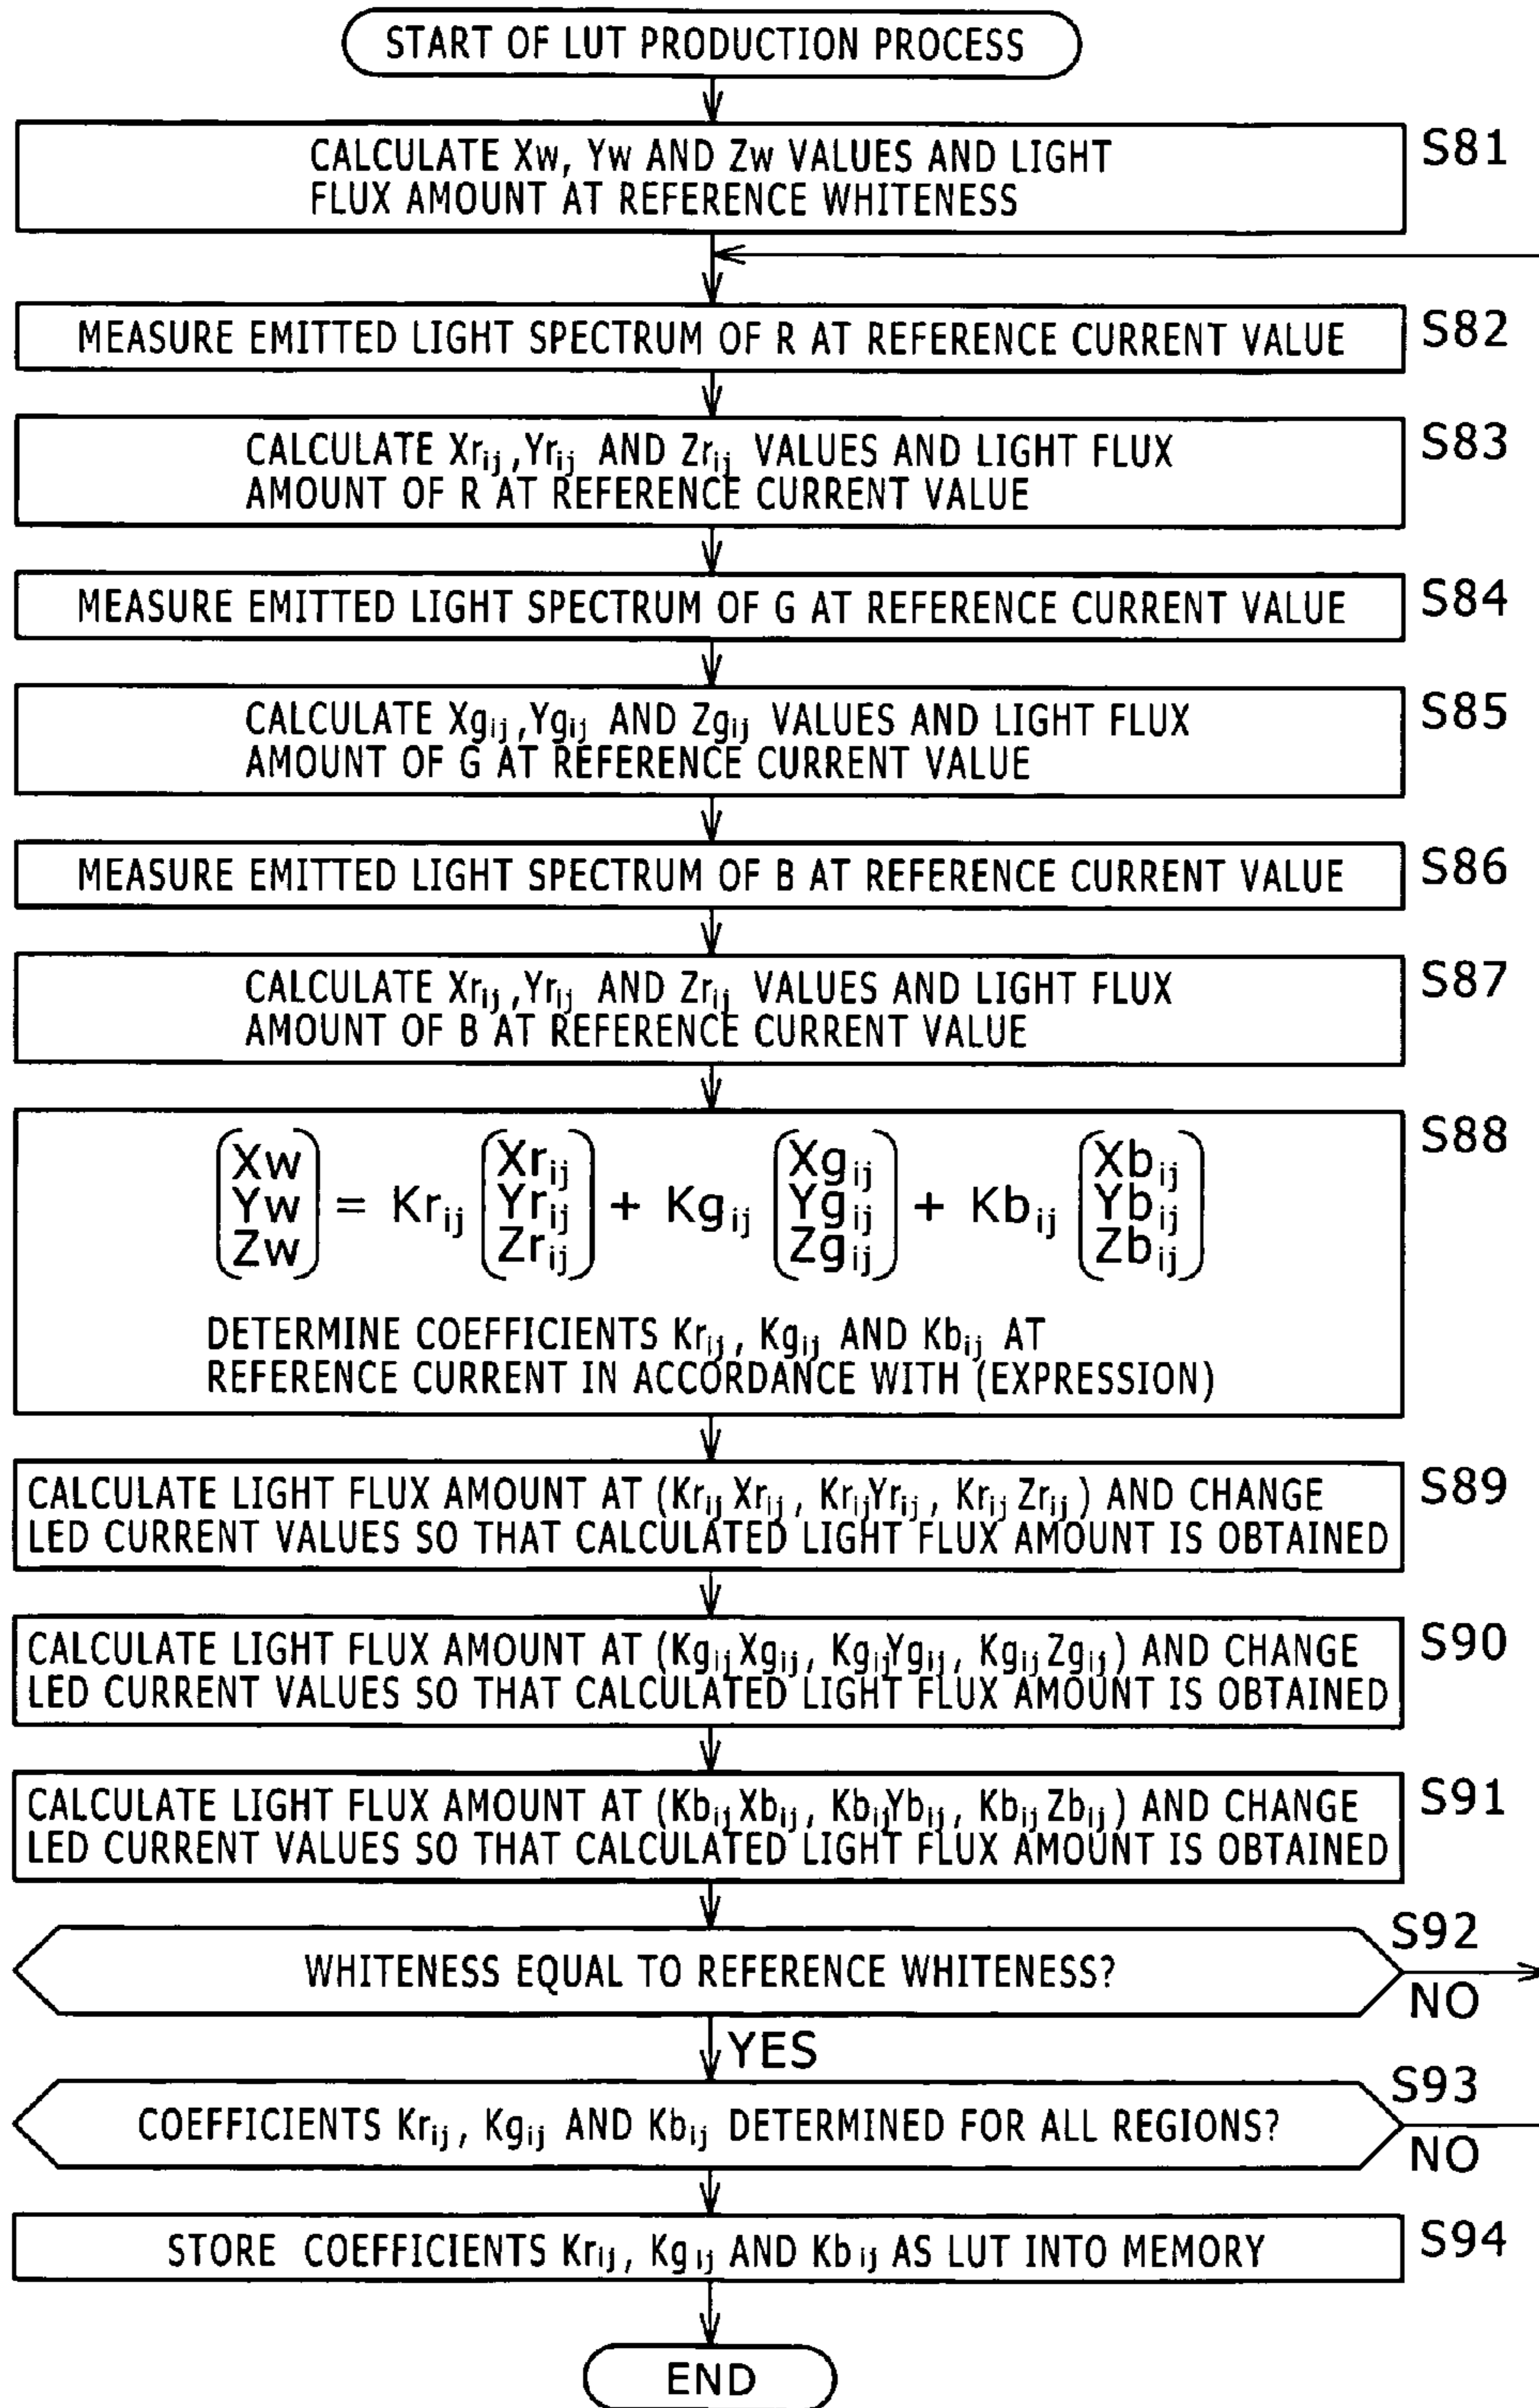 START OF LUT PRODUCTION PROCESS
CALCULATE Xw, Yw AND Zw VALUES AND LIGHT
FLUX AMOUNT AT REFERENCE WHITENESS
S81
MEASURE EMITTED LIGHT SPECTRUM OF R AT REFERENCE CURRENT VALUE
S82
CALCULATE Xrij,Yrij AND Zrij VALUES AND LIGHT FLUX
AMOUNT OF R AT REFERENCE CURRENT VALUE
S83
MEASURE EMITTED LIGHT SPECTRUM OF G AT REFERENCE CURRENT VALUE
S84
CALCULATE Xgij,Ygij AND Zgij VALUES AND LIGHT FLUX
AMOUNT OF G AT REFERENCE CURRENT VALUE
S85
MEASURE EMITTED LIGHT SPECTRUM OF B AT REFERENCE CURRENT VALUE
S86
CALCULATE Xrij,Yrij AND Zrij VALUES AND LIGHT FLUX
AMOUNT OF B AT REFERENCE CURRENT VALUE
S87
S88
Xw Xrij Xgij Xbij
Yw = Krij Yrij + Kgij Ygij + Kbij Ybij
Zw Zrij Zgij Zbij
DETERMINE COEFFICIENTS Krij, Kgij AND Kbij AT
REFERENCE CURRENT IN ACCORDANCE WITH (EXPRESSION)
CALCULATE LIGHT FLUX AMOUNT AT (Krij Xrij, KrijYrij, Krij Zrij) AND CHANGE
LED CURRENT VALUES SO THAT CALCULATED LIGHT FLUX AMOUNT IS OBTAINED
S89
CALCULATE LIGHT FLUX AMOUNT AT (Kgij Xgij, KgijYgij, Kgij Zgij) AND CHANGE
LED CURRENT VALUES SO THAT CALCULATED LIGHT FLUX AMOUNT IS OBTAINED
S90
CALCULATE LIGHT FLUX AMOUNT AT (Kbij Xbij, KbijYbij, Kbij Zbij) AND CHANGE
LED CURRENT VALUES SO THAT CALCULATED LIGHT FLUX AMOUNT IS OBTAINED
S91
S92
WHITENESS EQUAL TO REFERENCE WHITENESS?
NO
YES
S93
COEFFICIENTS Krij, Kgij AND Kbij DETERMINED FOR ALL REGIONS?
NO
STORE COEFFICIENTS Krij, Kgij AND Kbij AS LUT INTO MEMORY
S94
END